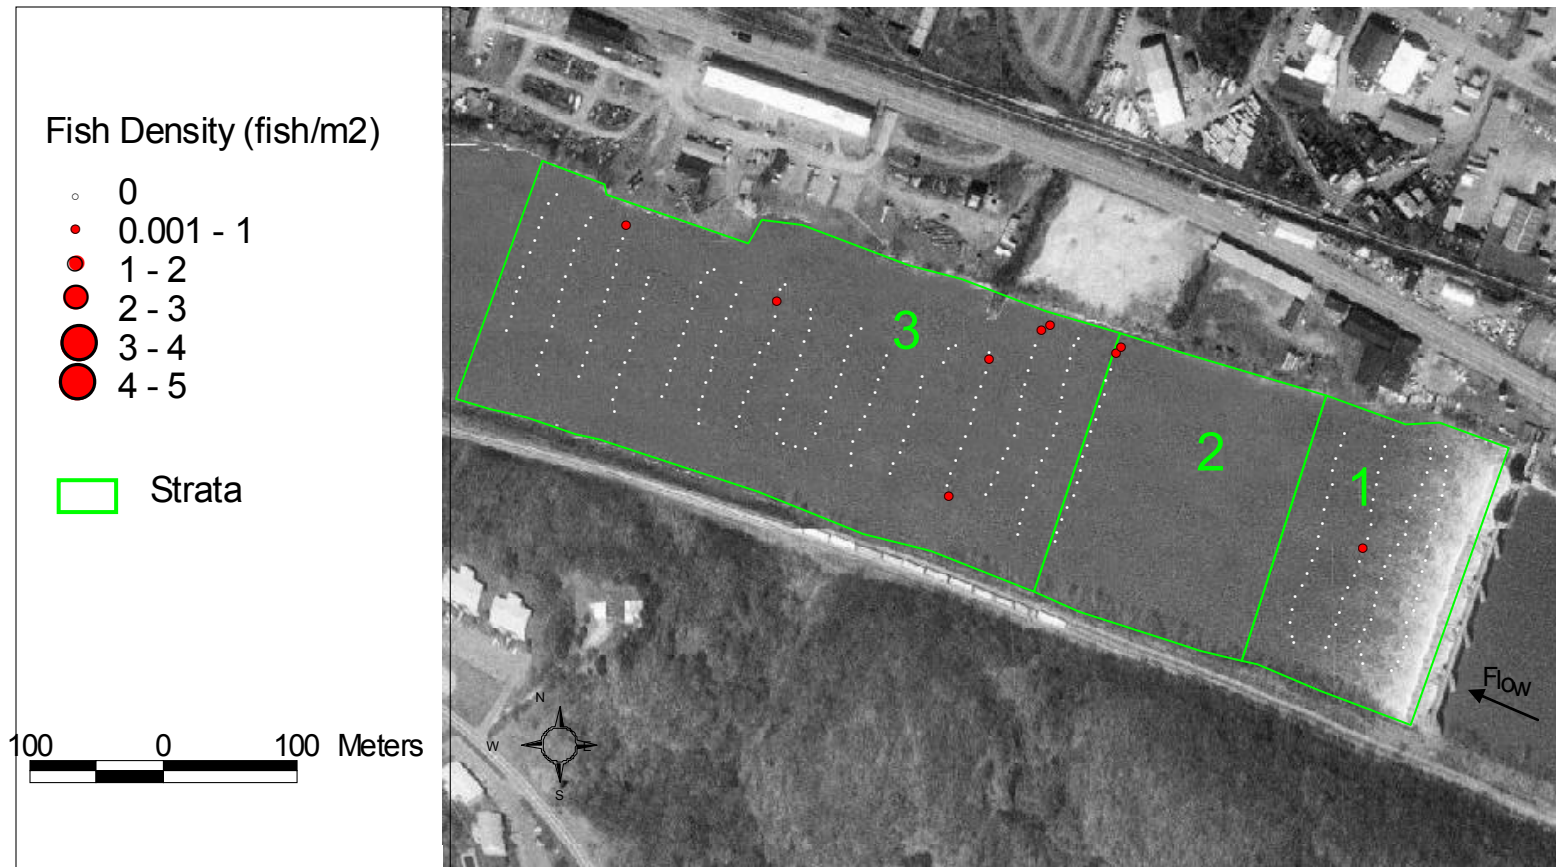 Fish Density (fish/m2)
0
0.001 - 1
1 - 2
2 - 3
3 - 4
4 - 5
Strata
100 0 100 Meters
N
W E
S
3
2
1
Flow